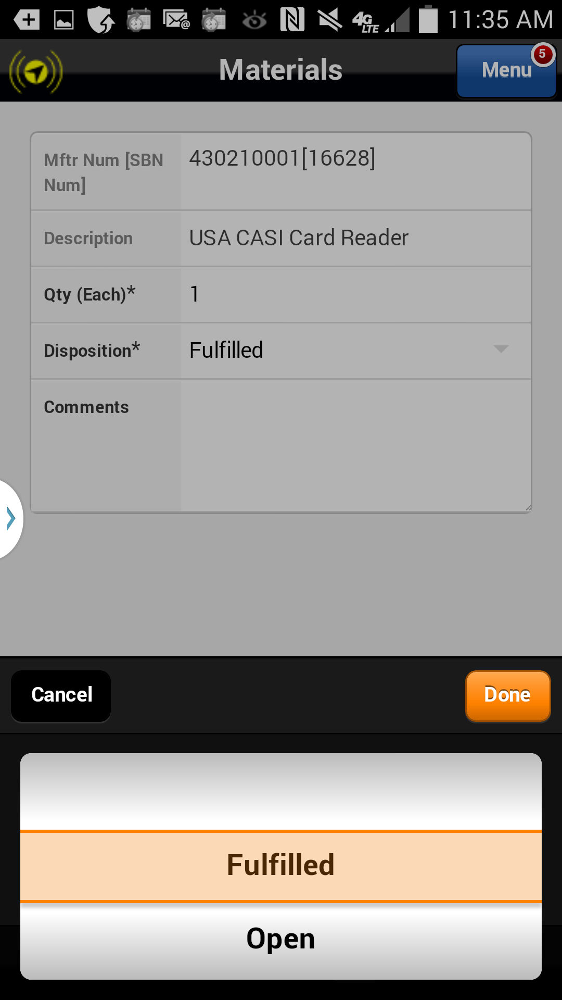 4G LTE 11:35 AM
Materials
Menu 5
Mftr Num [SBN Num] 430210001[16628]
Description USA CASI Card Reader
Qty (Each)* 1
Disposition* Fulfilled
Comments
Cancel Done
Fulfilled
Open